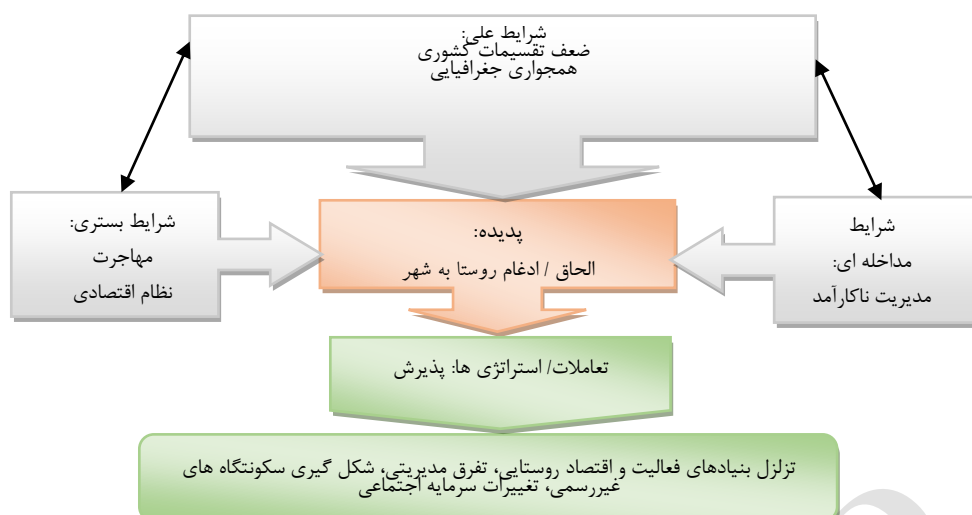 شرایط علی:
ضعف تقسیمات کشوری
همجواری جغرافیایی
شرایط
مداخله ای:
مدیریت ناکارآمد
پدیده:
الحاق / ادغام روستا به شهر
شرایط بستری:
مهاجرت
نظام اقتصادی
تعاملات/ استراتژی ها: پذیرش
تزلزل بنیادهای فعالیت و اقتصاد روستایی، تفرق مدیریتی، شکل گیری سکونتگاه های
غیررسمی، تغییرات سرمایه اجتماعی